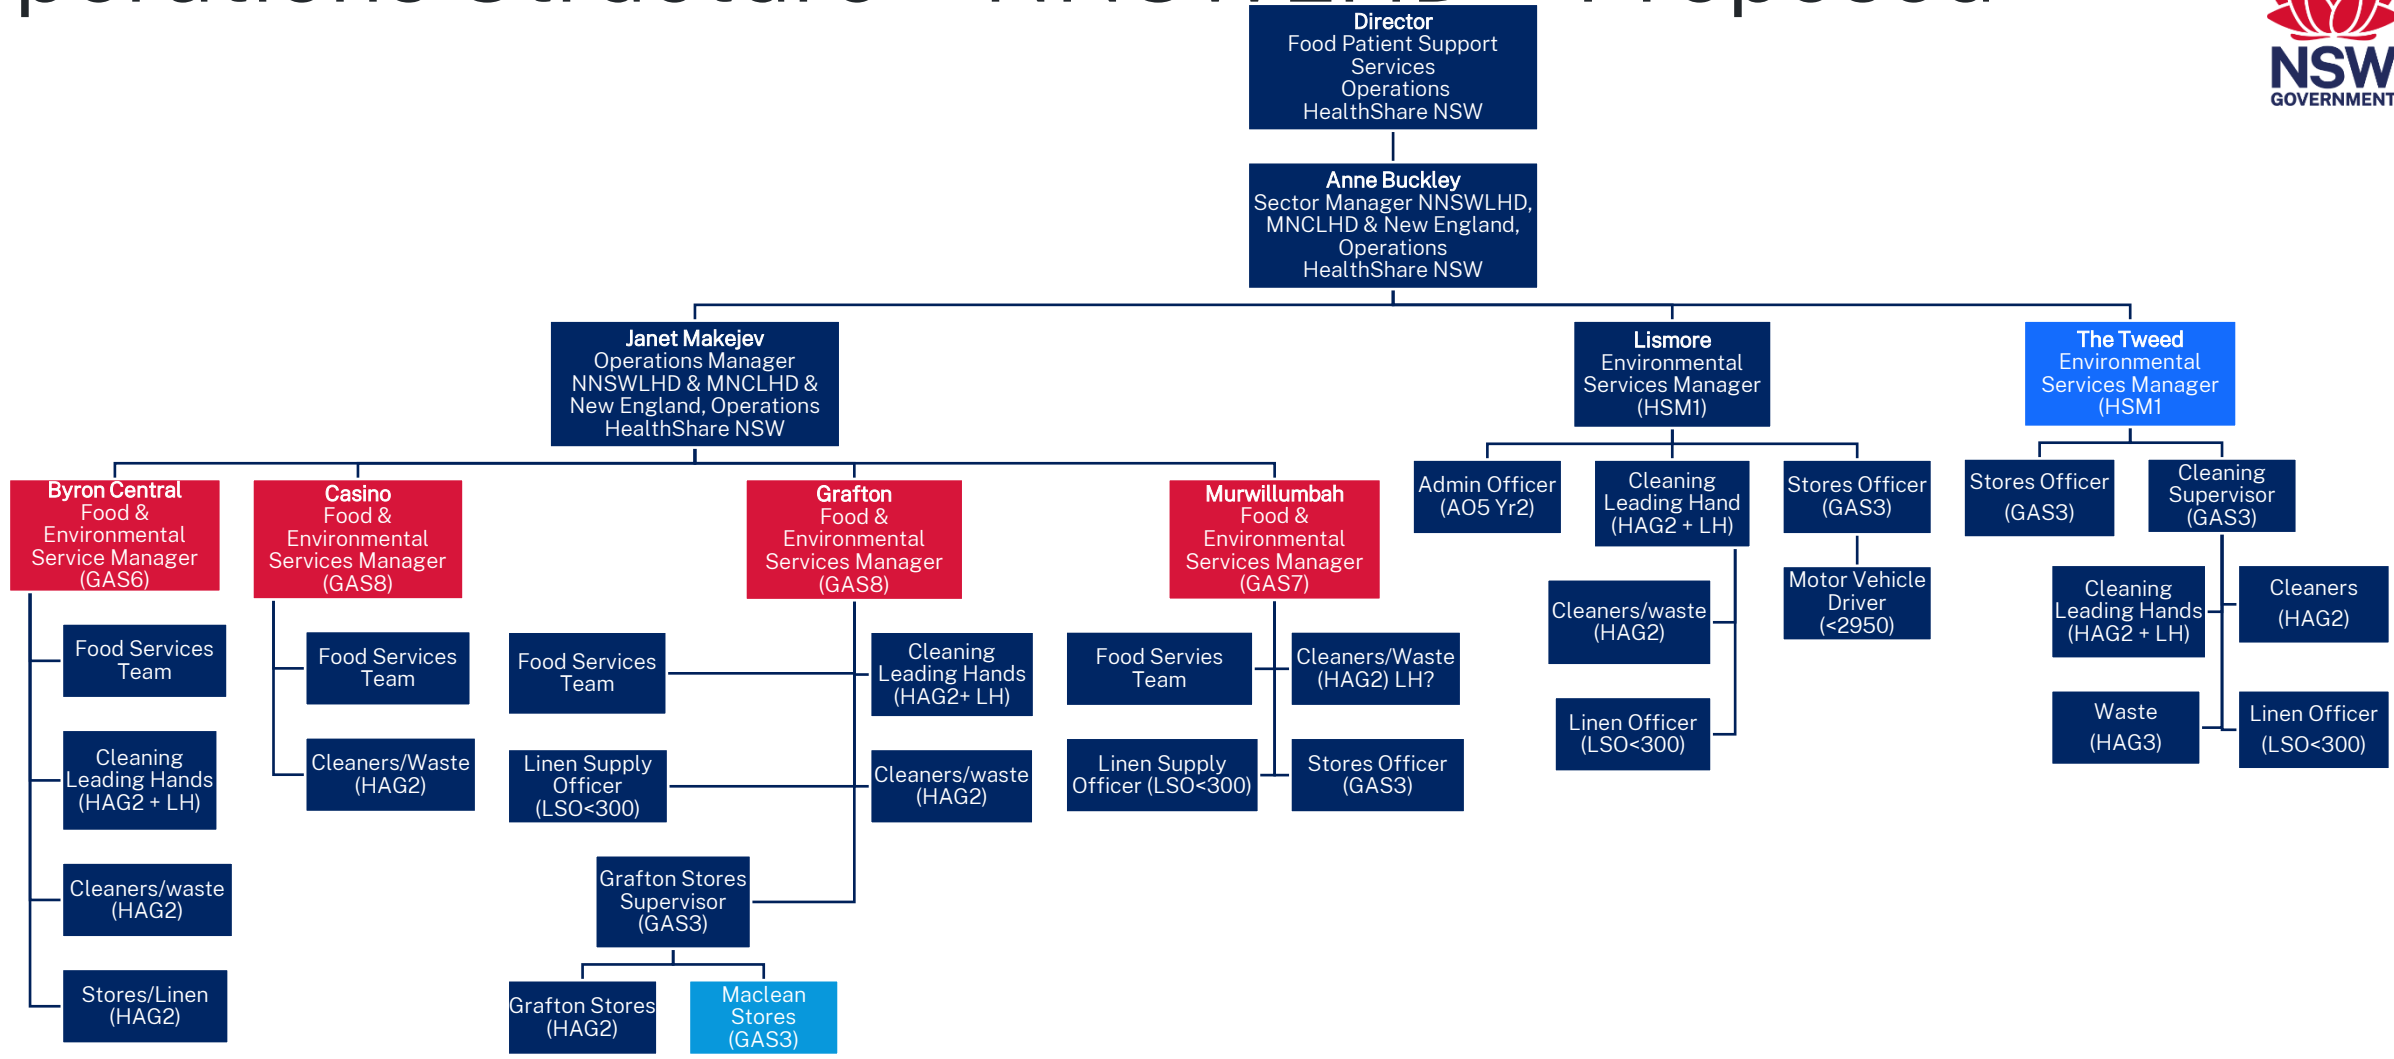 perations Structure – NNSWLHD – Proposed
NSW
GOVERNMENT
Director
Food Patient Support
Services
Operations
HealthShare NSW
Anne Buckley
Sector Manager NNSWLHD,
MNCLHD & New England,
Operations
HealthShare NSW
Janet Makejev
Operations Manager
NNSWLHD & MNCLHD &
New England, Operations
HealthShare NSW
Lismore
Environmental
Services Manager
(HSM1)
The Tweed
Environmental
Services Manager
(HSM1
Byron Central
Food &
Environmental
Service Manager
(GAS6)
Casino
Food &
Environmental
Services Manager
(GAS8)
Grafton
Food &
Environmental
Services Manager
(GAS8)
Murwillumbah
Food &
Environmental
Services Manager
(GAS7)
Admin Officer
(AO5 Yr2)
Cleaning
Leading Hand
(HAG2 + LH)
Stores Officer
(GAS3)
Stores Officer
(GAS3)
Cleaning
Supervisor
(GAS3)
Food Services
Team
Cleaning
Leading Hands
(HAG2 + LH)
Cleaners/waste
(HAG2)
Stores/Linen
(HAG2)
Food Services
Team
Cleaners/Waste
(HAG2)
Food Services
Team
Cleaning
Leading Hands
(HAG2+ LH)
Linen Supply
Officer
(LSO<300)
Cleaners/waste
(HAG2)
Grafton Stores
Supervisor
(GAS3)
Grafton Stores
(HAG2)
Maclean
Stores
(GAS3)
Food Servies
Team
Cleaners/Waste
(HAG2) LH?
Linen Supply
Officer (LSO<300)
Stores Officer
(GAS3)
Cleaners/waste
(HAG2)
Linen Officer
(LSO<300)
Motor Vehicle
Driver
(<2950)
Cleaning
Leading Hands
(HAG2 + LH)
Cleaners
(HAG2)
Waste
(HAG3)
Linen Officer
(LSO<300)